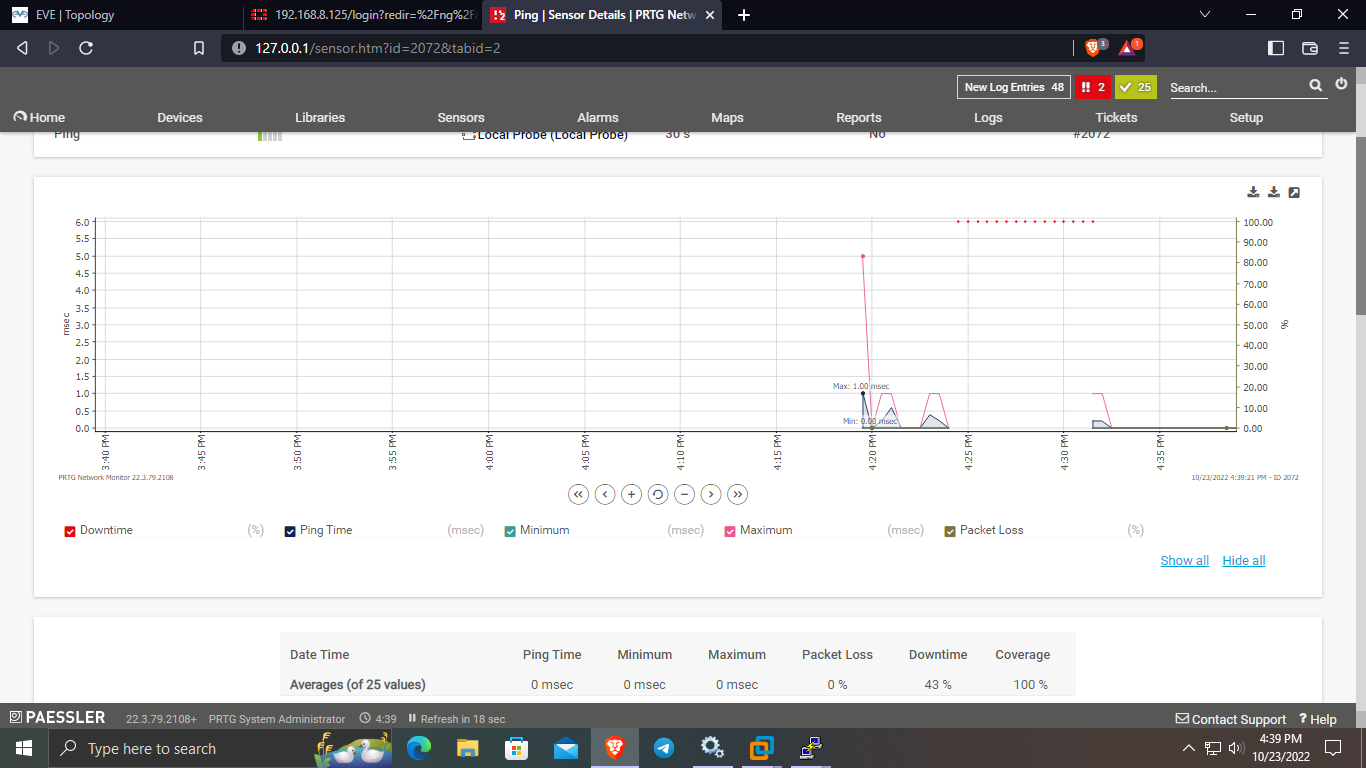 EVE | Topology
192.168.8.125/login?redir=%2Fng%2F
Ping | Sensor Details | PRTG Netw
127.0.0.1/sensor.htm?id=2072&tabid=2
3
1
New Log Entries 48
2
25
Search...
Home Devices Libraries Sensors Alarms Maps Reports Logs Tickets Setup
Ping Local Probe (Local Probe) 30 s No #2072
6.0
5.5
5.0
4.5
4.0
3.5
3.0
2.5
2.0
1.5
1.0
0.5
0.0
msec
100.00
90.00
80.00
70.00
60.00
50.00
40.00
30.00
20.00
10.00
0.00
%
Max: 1.00 msec
Min: 0.00 msec
3:40 PM
3:45 PM
3:50 PM
3:55 PM
4:00 PM
4:05 PM
4:10 PM
4:15 PM
4:20 PM
4:25 PM
4:30 PM
4:35 PM
PRTG Network Monitor 22.3.79.2108
10/23/2022 4:39:21 PM - ID 2072
Downtime (%) Ping Time (msec) Minimum (msec) Maximum (msec) Packet Loss (%)
Show all Hide all
Date Time Ping Time Minimum Maximum Packet Loss Downtime Coverage
Averages (of 25 values) 0 msec 0 msec 0 msec 0 % 43 % 100 %
PAESSLER 22.3.79.2108+ PRTG System Administrator 4:39 Refresh in 18 sec Contact Support ? Help
Type here to search
4:39 PM
10/23/2022